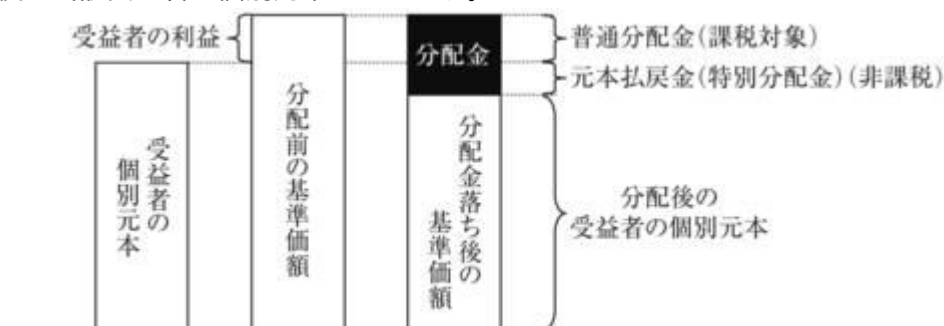 受益者の利益
分配金
普通分配金(課税対象)
元本払戻金(特別分配金)(非課税)
受益者の
個別元本
分配前の基準価額
分配金落ち後の
基準価額
分配後の
受益者の個別元本